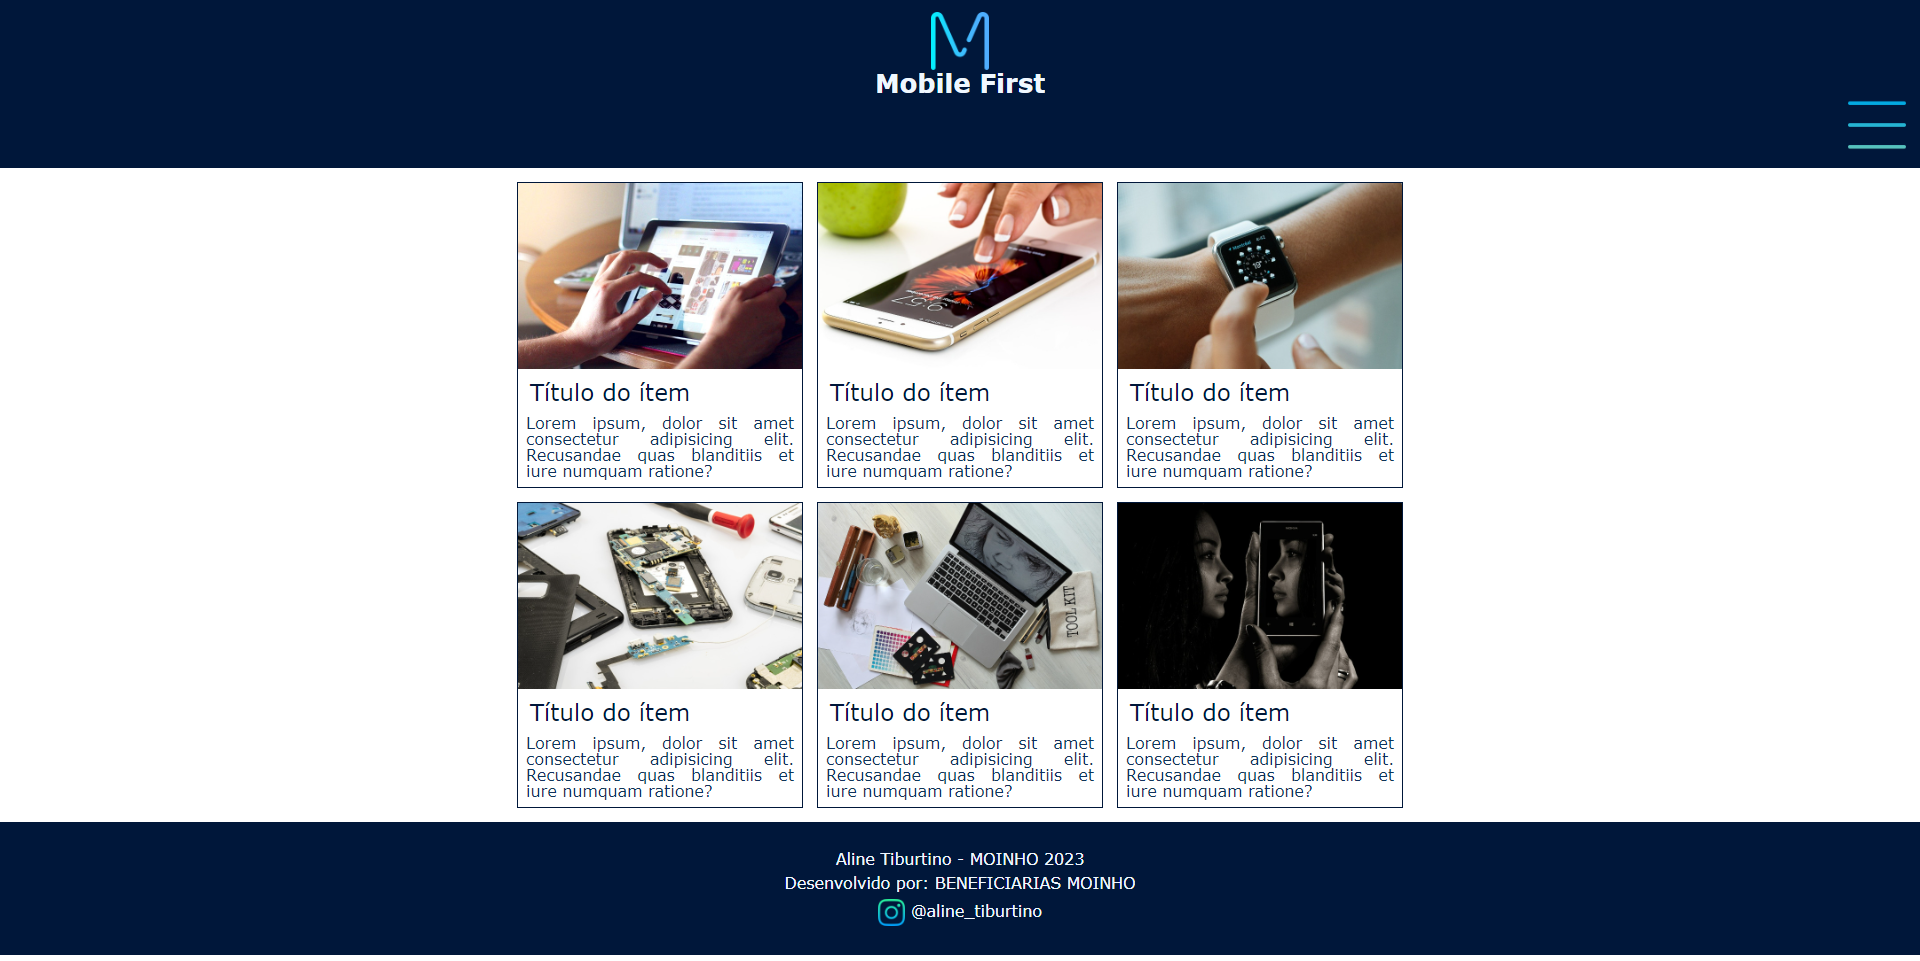 Mobile First
Título do ítem
Lorem ipsum, dolor sit amet
consectetur adipisicing elit.
Recusandae quas blanditiis et
iure numquam ratione?
Título do ítem
Lorem ipsum, dolor sit amet
consectetur adipisicing elit.
Recusandae quas blanditiis et
iure numquam ratione?
Título do ítem
Lorem ipsum, dolor sit amet
consectetur adipisicing elit.
Recusandae quas blanditiis et
iure numquam ratione?
TOOL KIT
Título do ítem
Lorem ipsum, dolor sit amet
consectetur adipisicing elit.
Recusandae quas blanditiis et
iure numquam ratione?
Título do ítem
Lorem ipsum, dolor sit amet
consectetur adipisicing elit.
Recusandae quas blanditiis et
iure numquam ratione?
Título do ítem
Lorem ipsum, dolor sit amet
consectetur adipisicing elit.
Recusandae quas blanditiis et
iure numquam ratione?
Aline Tiburtino - MOINHO 2023
Desenvolvido por: BENEFICIARIAS MOINHO
@aline_tiburtino